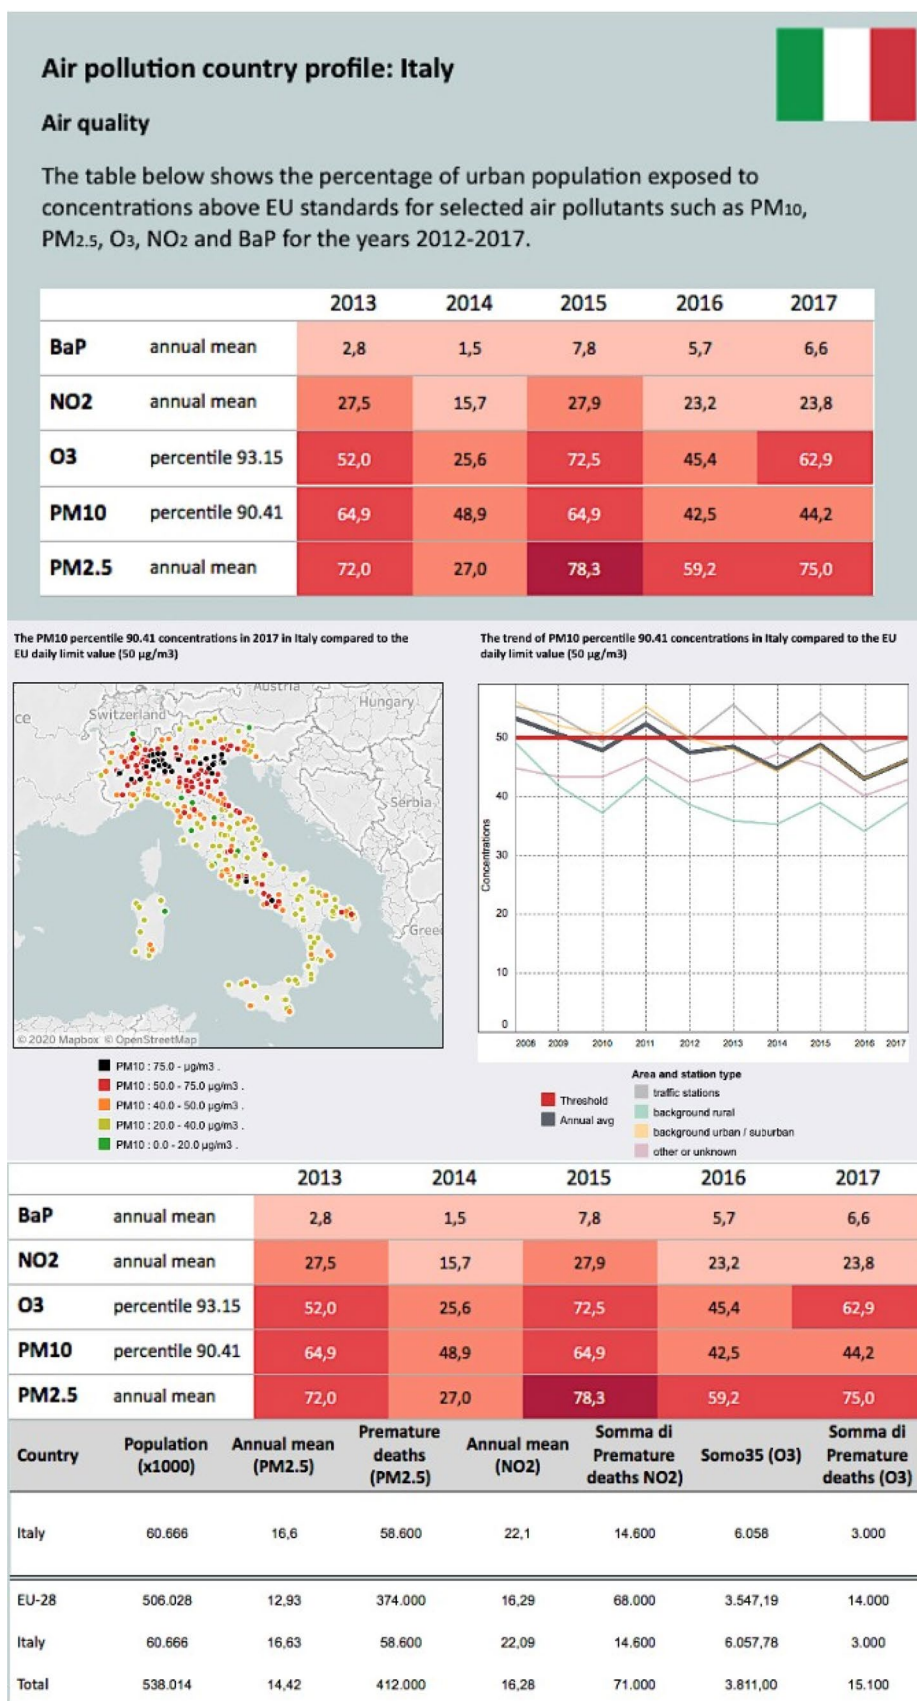 Air pollution country profile: Italy
Air quality
The table below shows the percentage of urban population exposed to
concentrations above EU standards for selected air pollutants such as PM10,
PM2.5, O3, NO2 and BaP for the years 2012-2017.
2013 2014 2015 2016 2017
BaP annual mean 2,8 1,5 7,8 5,7 6,6
NO2 annual mean 27,5 15,7 27,9 23,2 23,8
O3 percentile 93.15 52,0 25,6 72,5 45,4 62,9
PM10 percentile 90.41 64,9 48,9 64,9 42,5 44,2
PM2.5 annual mean 72,0 27,0 78,3 59,2 75,0
The PM10 percentile 90.41 concentrations in 2017 in Italy compared to the
EU daily limit value (50 µg/m3)
Austria
Hungary
ce
Switzerland
Serbia
Greec
© 2020 Mapbox © OpenStreetMap
PM10 : 75.0 - µg/m3 .
PM10 : 50.0 - 75.0 µg/m3 .
PM10 : 40.0 - 50.0 µg/m3 .
PM10 : 20.0 - 40.0 µg/m3 .
PM10 : 0.0 - 20.0 µg/m3 .
The trend of PM10 percentile 90.41 concentrations in Italy compared to the EU
daily limit value (50 µg/m3)
Concentrations
50
40
30
20
10
0
2008 2009 2010 2011 2012 2013 2014 2015 2016 2017
Threshold
Annual avg
Area and station type
traffic stations
background rural
background urban / suburban
other or unknown
2013 2014 2015 2016 2017
BaP annual mean 2,8 1,5 7,8 5,7 6,6
NO2 annual mean 27,5 15,7 27,9 23,2 23,8
O3 percentile 93.15 52,0 25,6 72,5 45,4 62,9
PM10 percentile 90.41 64,9 48,9 64,9 42,5 44,2
PM2.5 annual mean 72,0 27,0 78,3 59,2 75,0
Country
Population
(x1000)
Annual mean
(PM2.5)
Premature
deaths
(PM2.5)
Annual mean
(NO2)
Somma di
Premature
deaths NO2)
Somo35 (O3)
Somma di
Premature
deaths (O3)
Italy 60.666 16,6 58.600 22,1 14.600 6.058 3.000
EU-28 506.028 12,93 374.000 16,29 68.000 3.547,19 14.000
Italy 60.666 16,63 58.600 22,09 14.600 6.057,78 3.000
Total 538.014 14,42 412.000 16,28 71.000 3.811,00 15.100